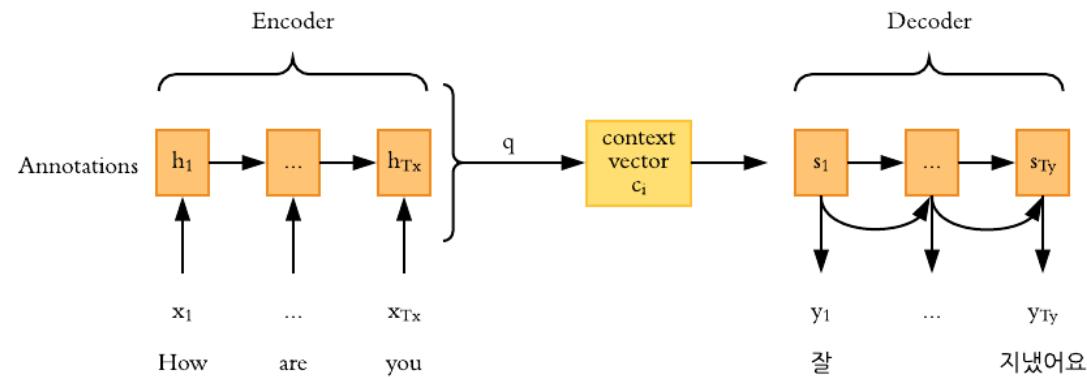 Encoder
Decoder
Annotations
h₁
...
hTx
q
context
vector
cᵢ
s₁
...
sTy
x₁
...
xTx
y₁
...
yTy
How
are
you
잘
지냈어요